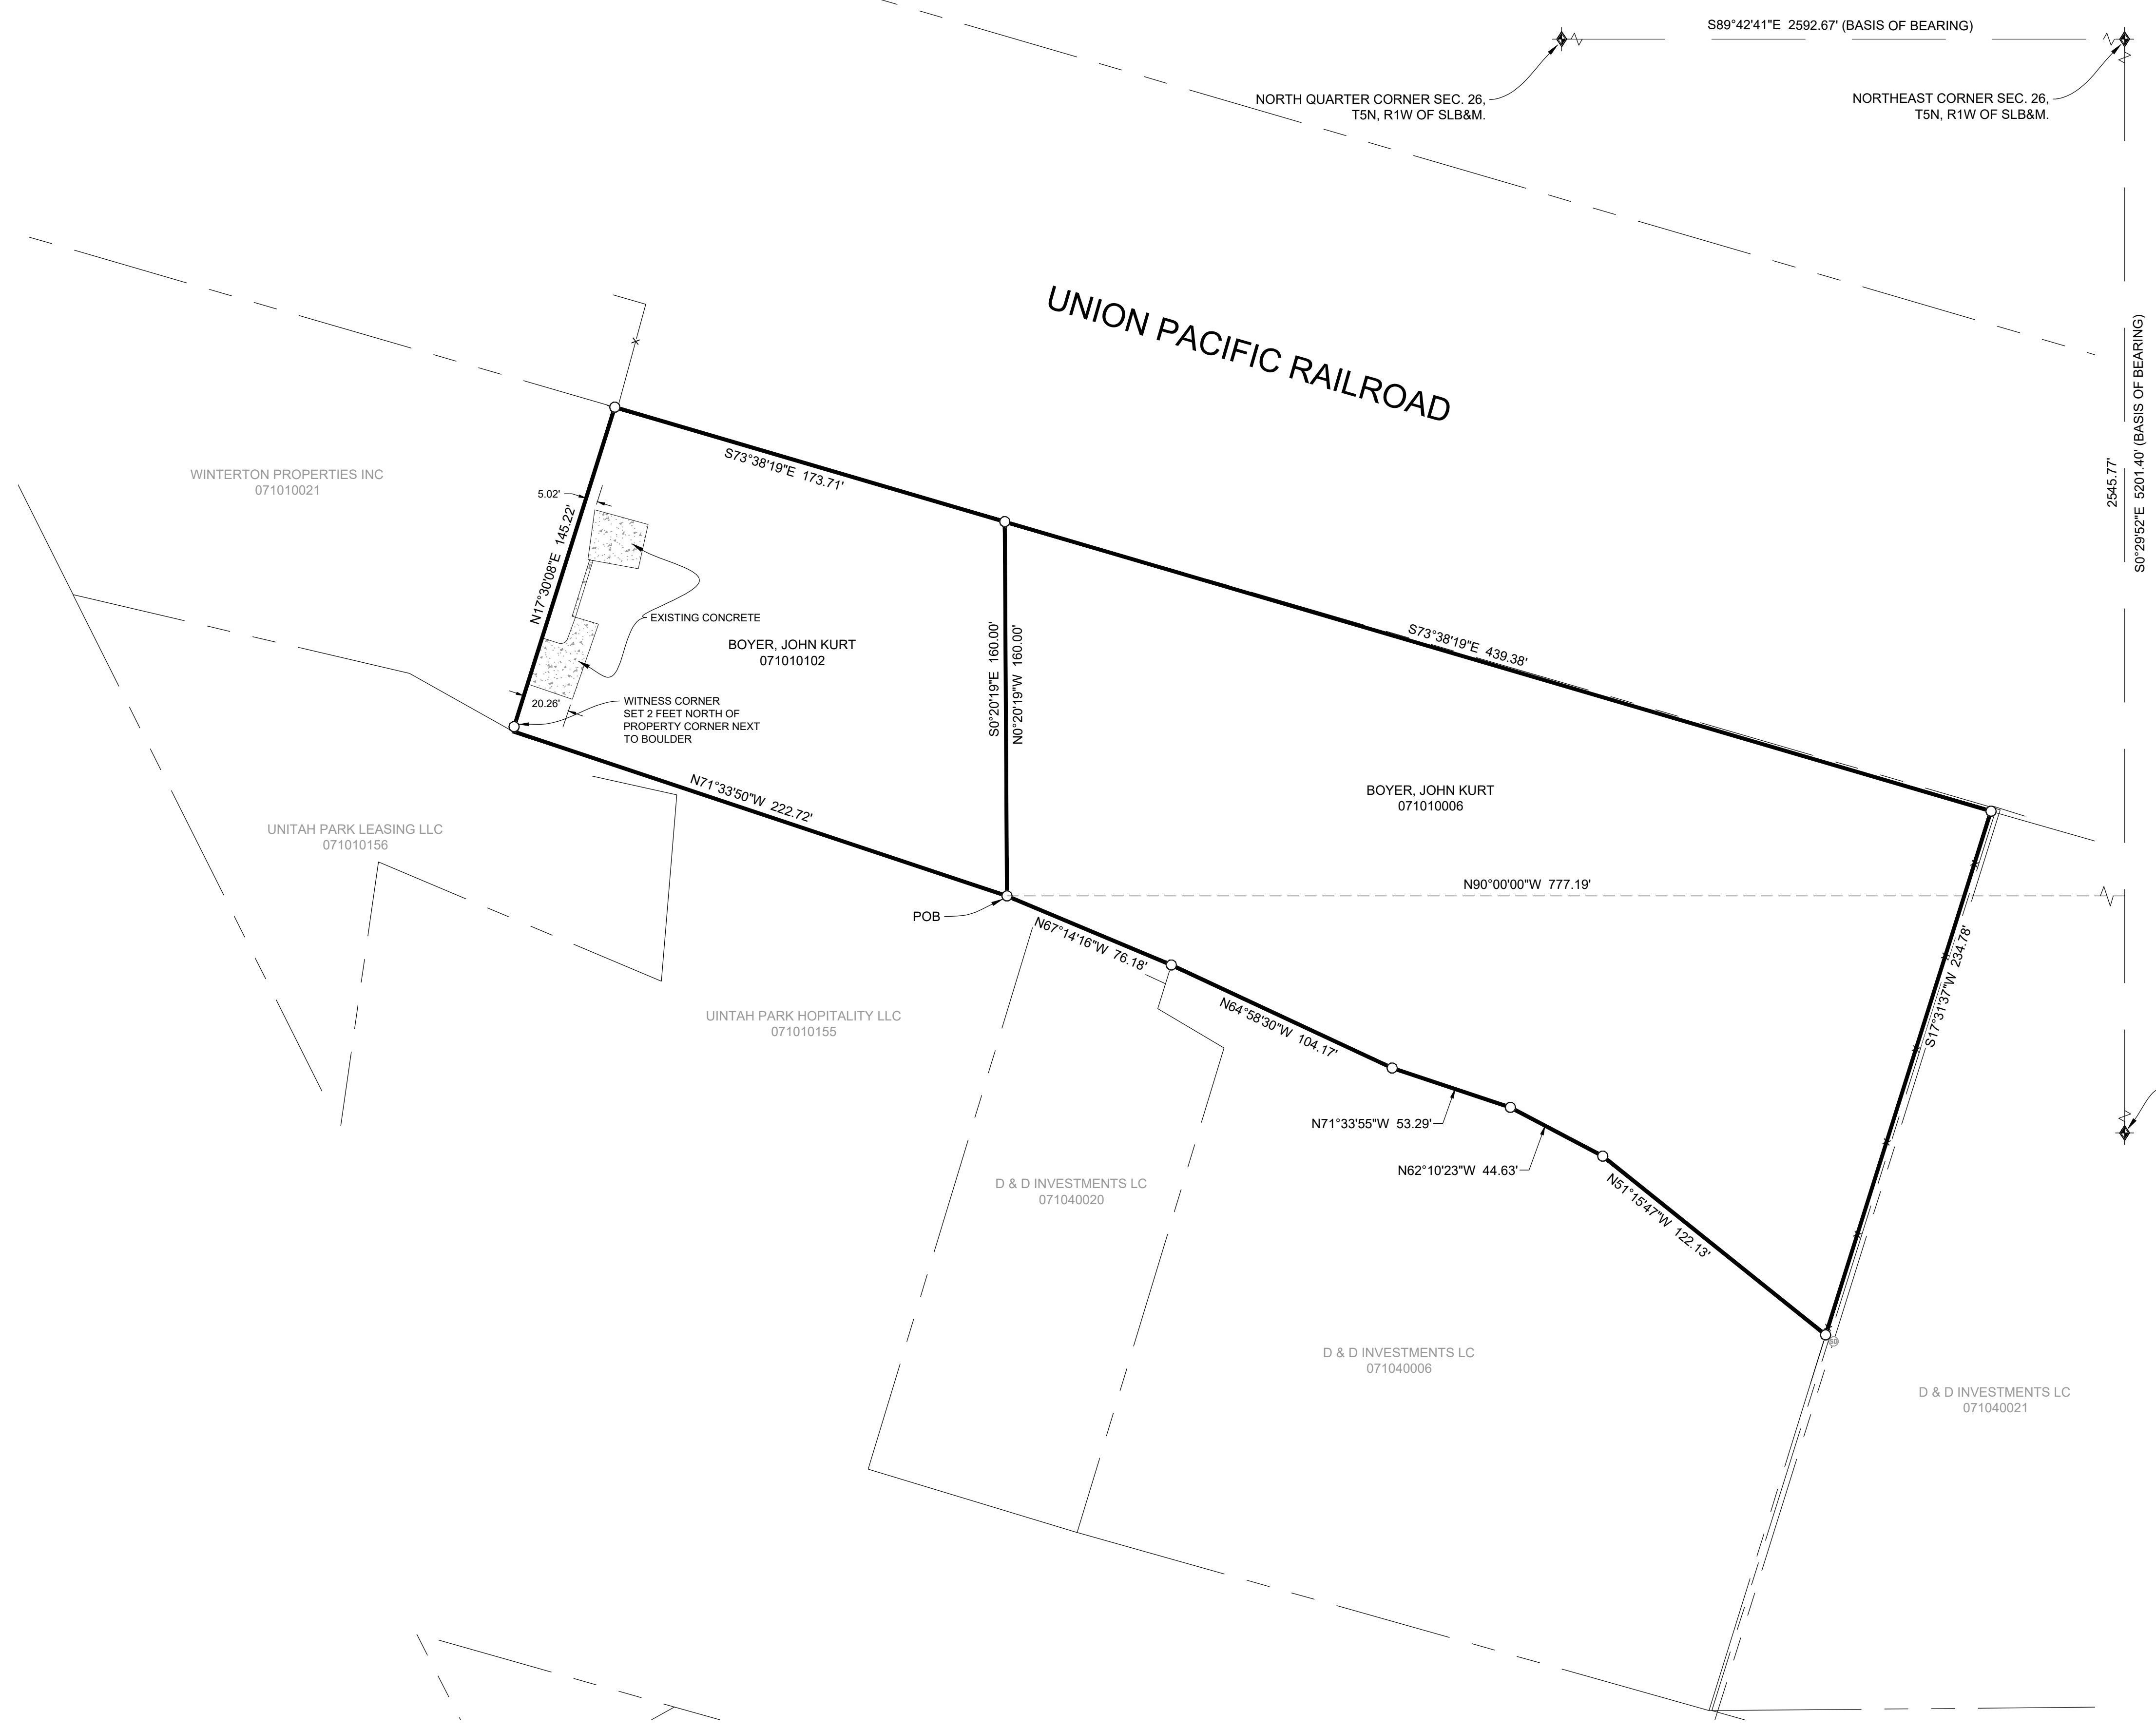 S89°42'41"E 2592.67' (BASIS OF BEARING)
NORTH QUARTER CORNER SEC. 26,
T5N, R1W OF SLB&M.
NORTHEAST CORNER SEC. 26,
T5N, R1W OF SLB&M.
UNION PACIFIC RAILROAD
2545.77'
S0°29'52"E 5201.40' (BASIS OF BEARING)
WINTERTON PROPERTIES INC
071010021
S73°38'19"E 173.71'
5.02'
N17°30'08"E 145.22'
EXISTING CONCRETE
BOYER, JOHN KURT
071010102
S0°20'19"E 160.00'
N0°20'19"W 160.00'
S73°38'19"E 439.38'
20.26'
WITNESS CORNER
SET 2 FEET NORTH OF
PROPERTY CORNER NEXT
TO BOULDER
N71°33'50"W 222.72'
BOYER, JOHN KURT
071010006
UNITAH PARK LEASING LLC
071010156
N90°00'00"W 777.19'
POB
N67°14'16"W 76.18'
S17°31'37"W 234.78'
UINTAH PARK HOPITALITY LLC
071010155
N64°58'30"W 104.17'
N71°33'55"W 53.29'
N62°10'23"W 44.63'
N51°15'47"W 122.13'
D & D INVESTMENTS LC
071040020
D & D INVESTMENTS LC
071040006
D & D INVESTMENTS LC
071040021